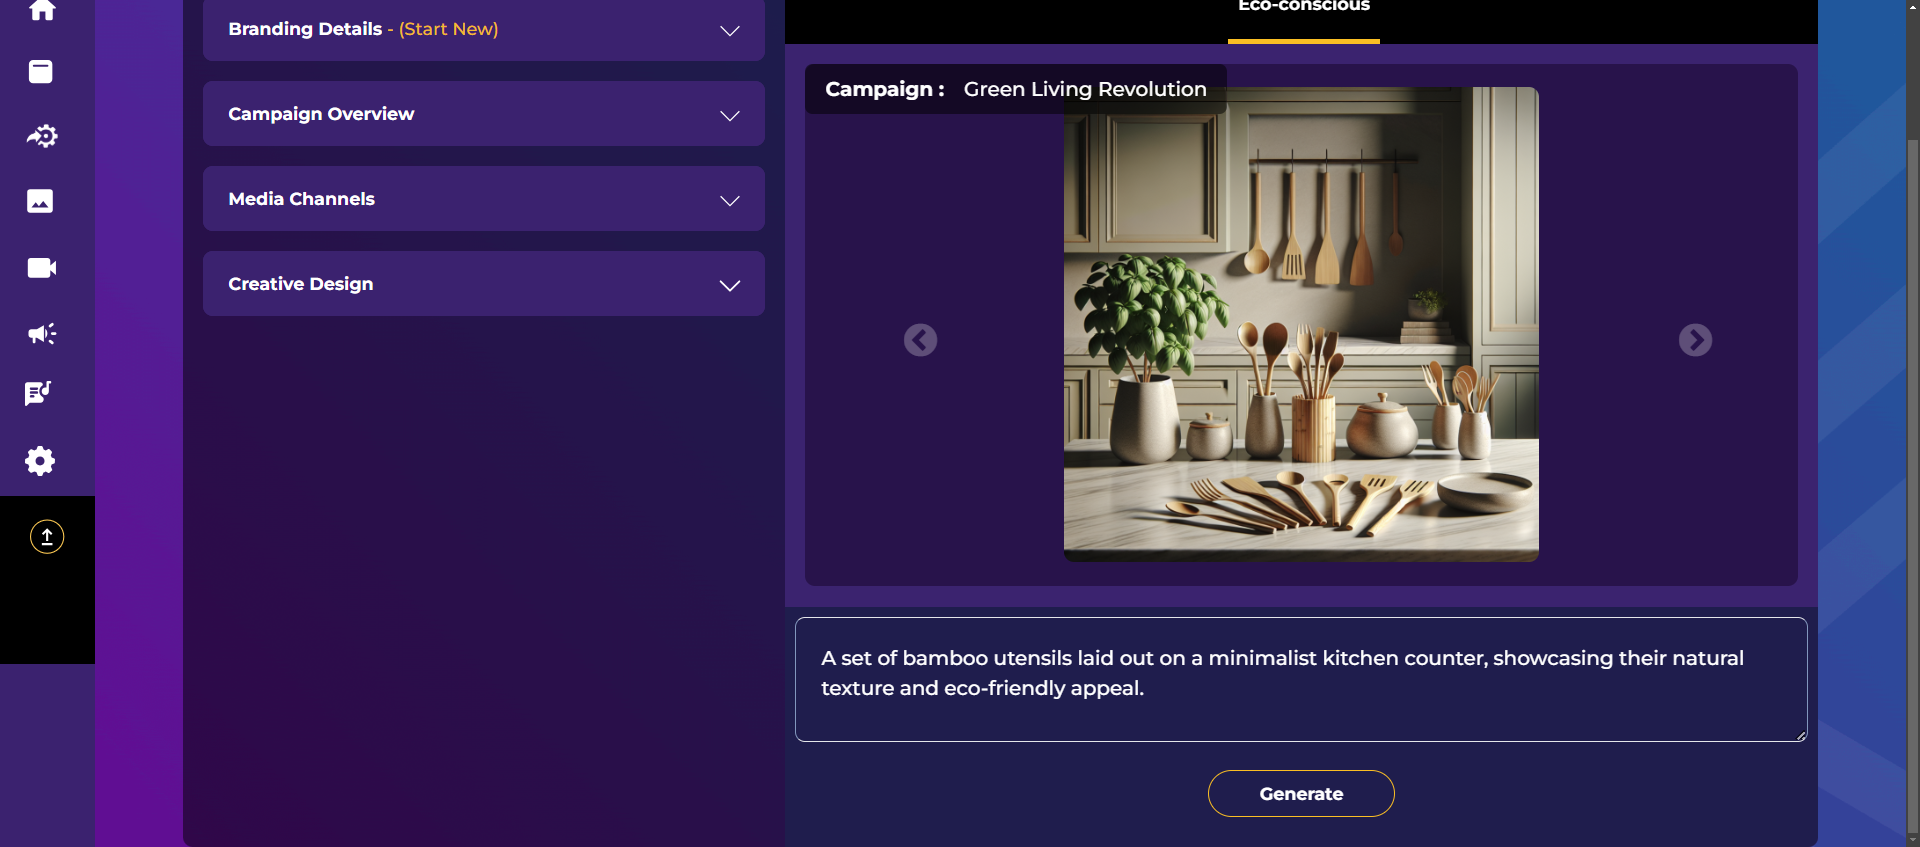 Branding Details - (Start New)
Campaign Overview
Media Channels
Creative Design
Eco-conscious
Campaign : Green Living Revolution
A set of bamboo utensils laid out on a minimalist kitchen counter, showcasing their natural
texture and eco-friendly appeal.
Generate